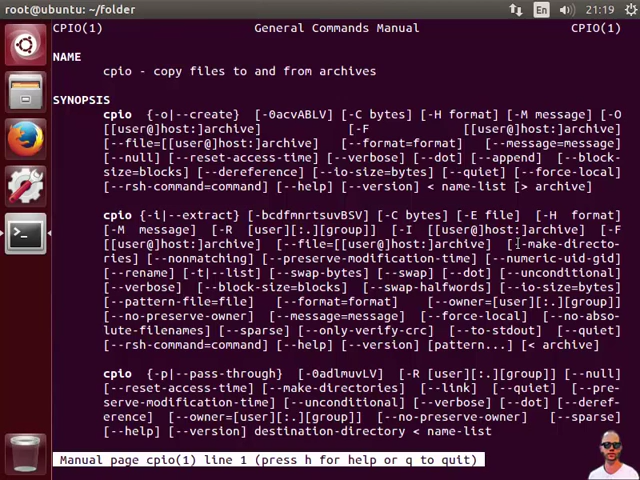 root@ubuntu: ~/folder
En
21:19
CPIO(1) General Commands Manual CPIO(1)
NAME
cpio - copy files to and from archives
SYNOPSIS
cpio {-o|--create} [-0acvABLV] [-C bytes] [-H format] [-M message] [-O
[[user@]host:]archive] [-F [[user@]host:]archive]
[--file=[[user@]host:]archive] [--format=format] [--message=message]
[--null] [--reset-access-time] [--verbose] [--dot] [--append] [--block-
size=blocks] [--dereference] [--io-size=bytes] [--quiet] [--force-local]
[--rsh-command=command] [--help] [--version] < name-list [> archive]
cpio {-i|--extract} [-bcdfmnrtsuvBSV] [-C bytes] [-E file] [-H format]
[-M message] [-R [user][:.][group]] [-I [[user@]host:]archive] [-F
[[user@]host:]archive] [--file=[[user@]host:]archive] [--make-directo-
ries] [--nonmatching] [--preserve-modification-time] [--numeric-uid-gid]
[--rename] [-t|--list] [--swap-bytes] [--swap] [--dot] [--unconditional]
[--verbose] [--block-size=blocks] [--swap-halfwords] [--io-size=bytes]
[--pattern-file=file] [--format=format] [--owner=[user][:.][group]]
[--no-preserve-owner] [--message=message] [--force-local] [--no-abso-
lute-filenames] [--sparse] [--only-verify-crc] [--to-stdout] [--quiet]
[--rsh-command=command] [--help] [--version] [pattern...] [< archive]
cpio {-p|--pass-through} [-0adlmuvLV] [-R [user][:.][group]] [--null]
[--reset-access-time] [--make-directories] [--link] [--quiet] [--pre-
serve-modification-time] [--unconditional] [--verbose] [--dot] [--deref-
erence] [--owner=[user][:.][group]] [--no-preserve-owner] [--sparse]
[--help] [--version] destination-directory < name-list
Manual page cpio(1) line 1 (press h for help or q to quit)